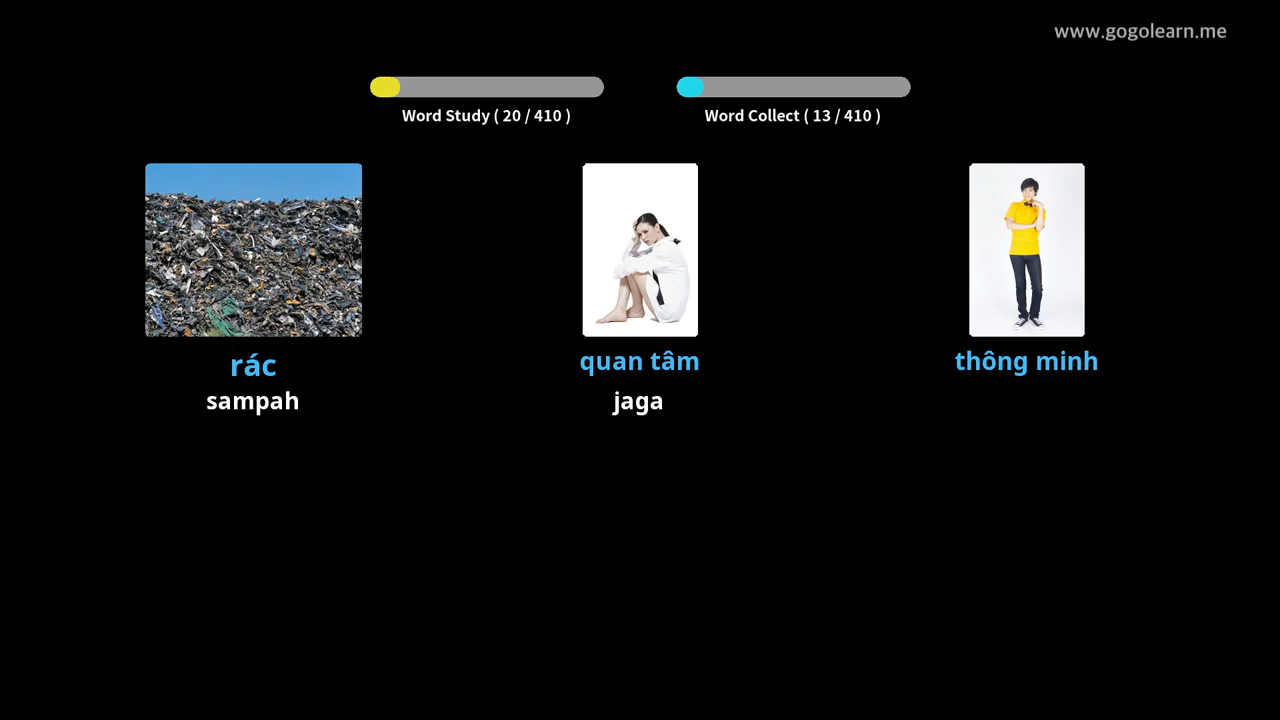 www.gogolearn.me
Word Study ( 20 / 410 )
Word Collect ( 13 / 410 )
rác
quan tâm
thông minh
sampah
jaga